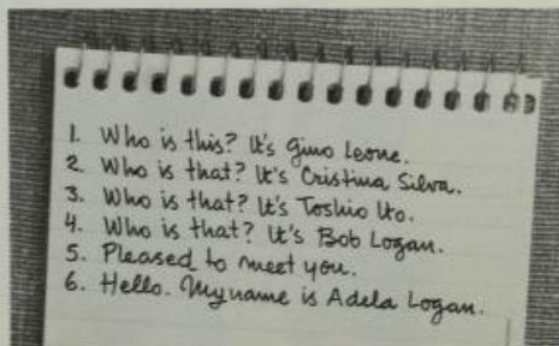 1. Who is this? It's Gino Leone.
2. Who is that? It's Cristina Silva.
3. Who is that? It's Toshio Ito.
4. Who is that? It's Bob Logan.
5. Pleased to meet you.
6. Hello. My name is Adela Logan.